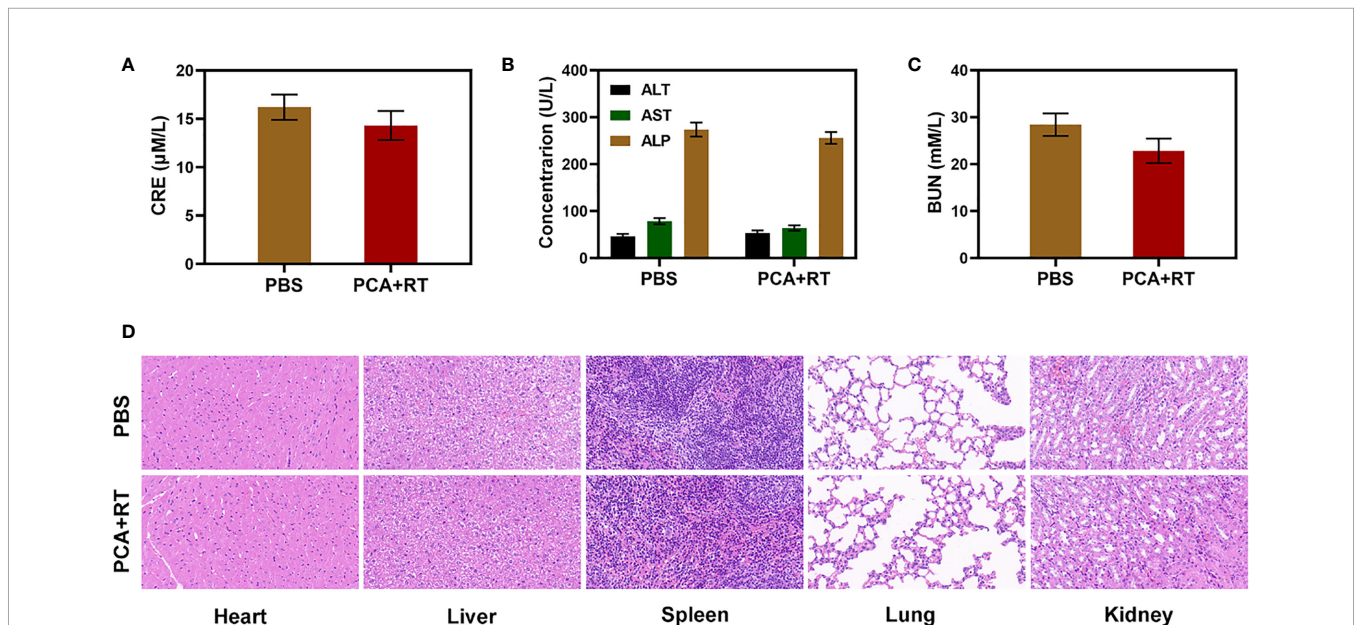 A
CRE (µM/L)
20
15
10
5
0
PBS
PCA+RT
B
Concentrarion (U/L)
400
300
200
100
0
ALT
AST
ALP
PBS
PCA+RT
C
BUN (mM/L)
40
30
20
10
0
PBS
PCA+RT
D
PBS
PCA+RT
Heart
Liver
Spleen
Lung
Kidney